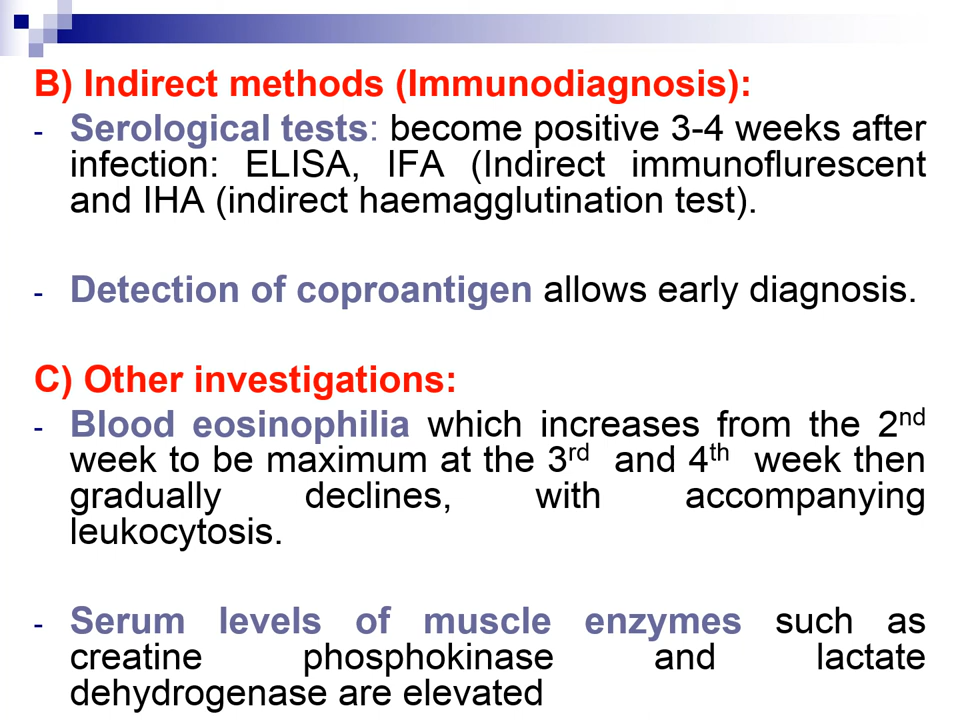 B) Indirect methods (Immunodiagnosis):
- Serological tests: become positive 3-4 weeks after
infection: ELISA, IFA (Indirect immunoflurescent
and IHA (indirect haemagglutination test).
- Detection of coproantigen allows early diagnosis.
C) Other investigations:
- Blood eosinophilia which increases from the 2nd
week to be maximum at the 3rd and 4th week then
gradually declines, with accompanying
leukocytosis.
- Serum levels of muscle enzymes such as
creatine phosphokinase and lactate
dehydrogenase are elevated